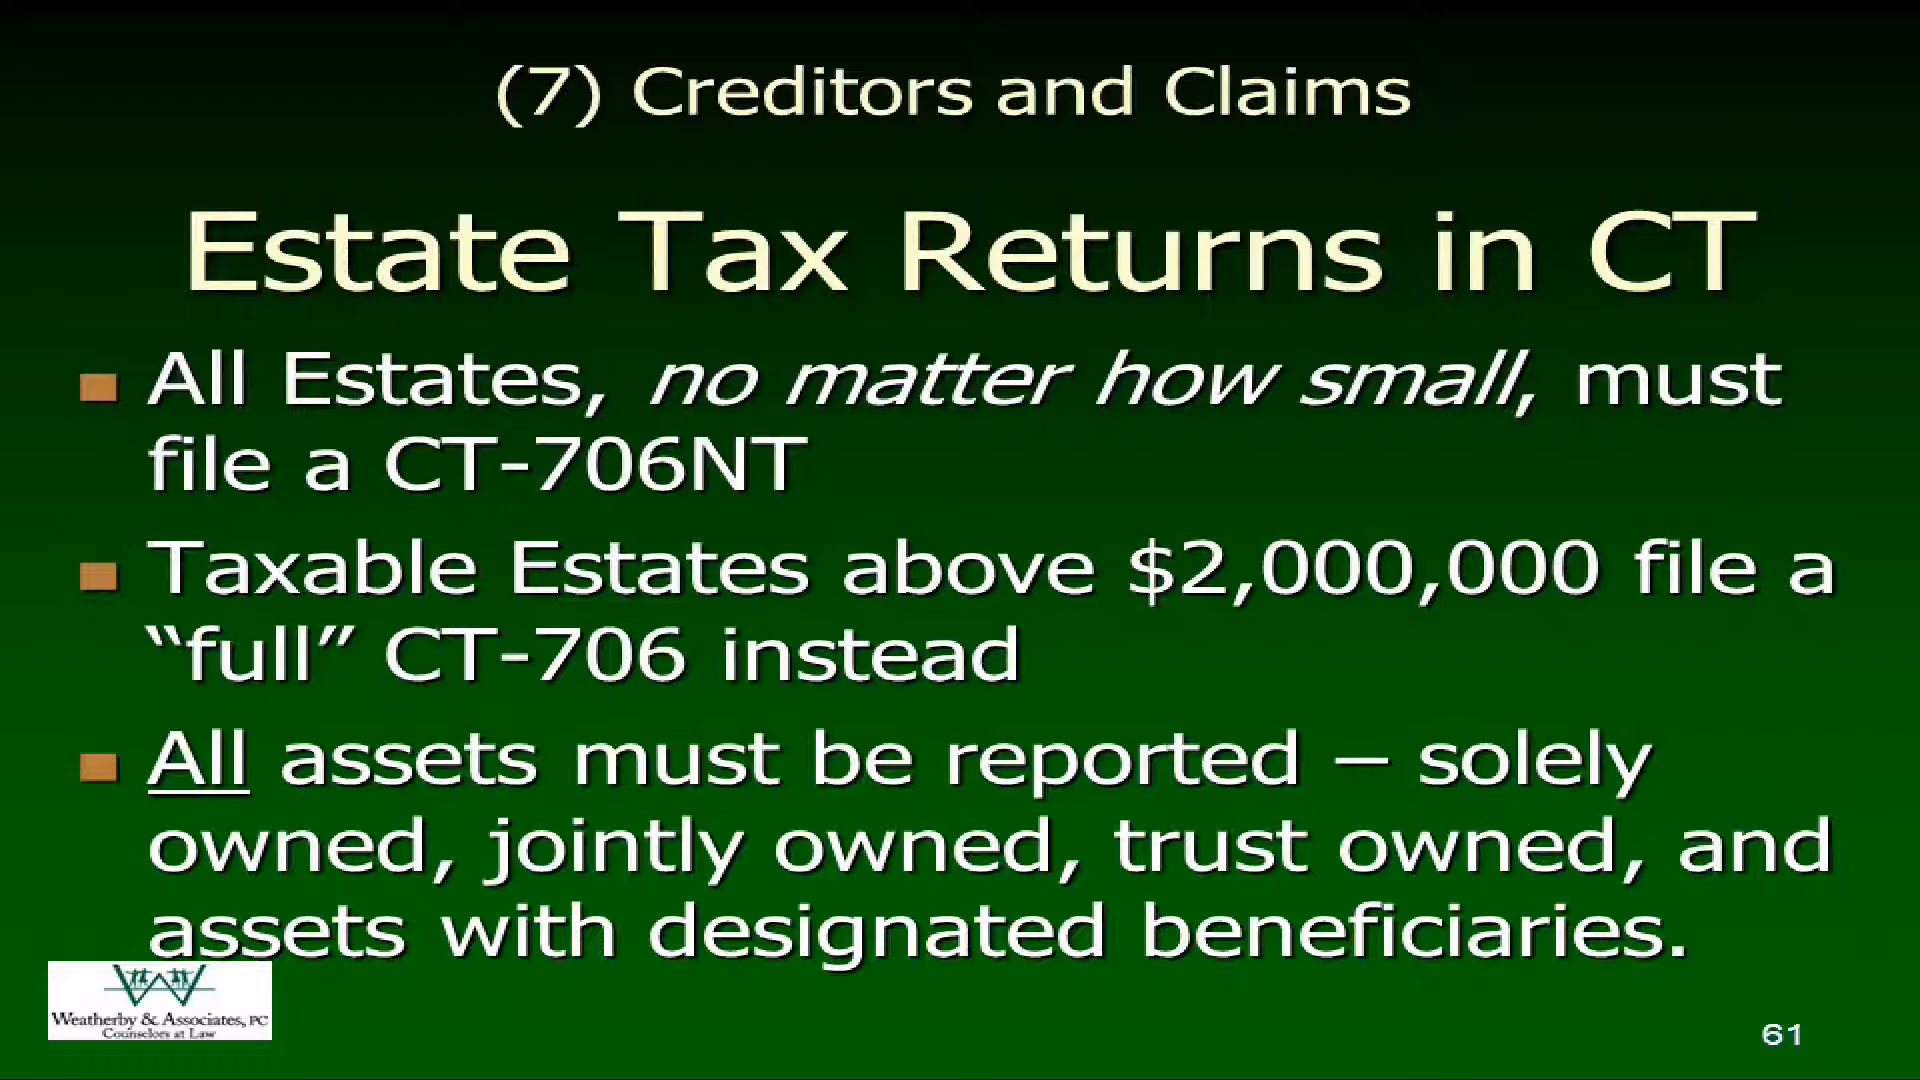 (7) Creditors and Claims
Estate Tax Returns in CT
All Estates, no matter how small, must
file a CT-706NT
Taxable Estates above $2,000,000 file a
“full” CT-706 instead
All assets must be reported – solely
owned, jointly owned, trust owned, and
assets with designated beneficiaries.
Weatherby & Associates, PC
Counselors at Law
61